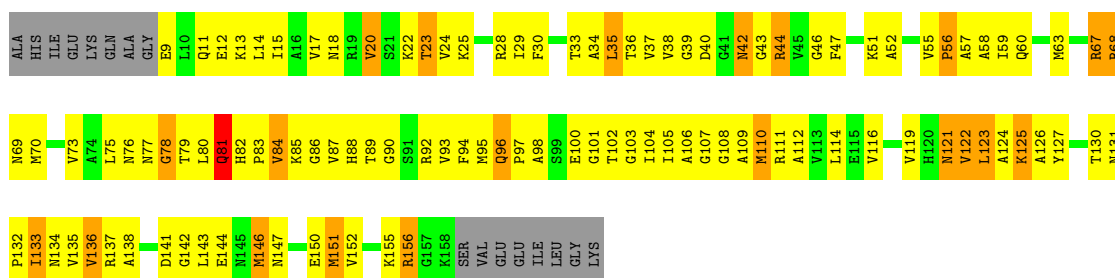 ALA HIS ILE GLU LYS GLN ALA GLY E9 L10 Q11 E12 K13 L14 I15 A16 V17 N18 R19 V20 S21 K22 T23 V24 K25 R28 I29 F30 T33 A34 L35 T36 V37 V38 G39 D40 G41 N42 G43 R44 V45 G46 F47 K51 A52 V55 P56 A57 A58 I59 Q60 M63 R67 R68
N69 M70 V73 A74 L75 N76 N77 G78 T79 L80 Q81 H82 P83 V84 K85 G86 V87 H88 T89 G90 S91 R92 V93 F94 M95 Q96 P97 A98 S99 E100 G101 T102 G103 I104 I105 A106 G107 G108 A109 M110 R111 A112 V113 L114 E115 V116 V119 H120 N121 V122 L123 A124 K125 A126 Y127 T130 N131
P132 I133 N134 V135 V136 R137 A138 D141 G142 L143 E144 N145 M146 N147 E150 M151 V152 K155 R156 G157 K158 SER VAL GLU GLU ILE LEU GLY LYS